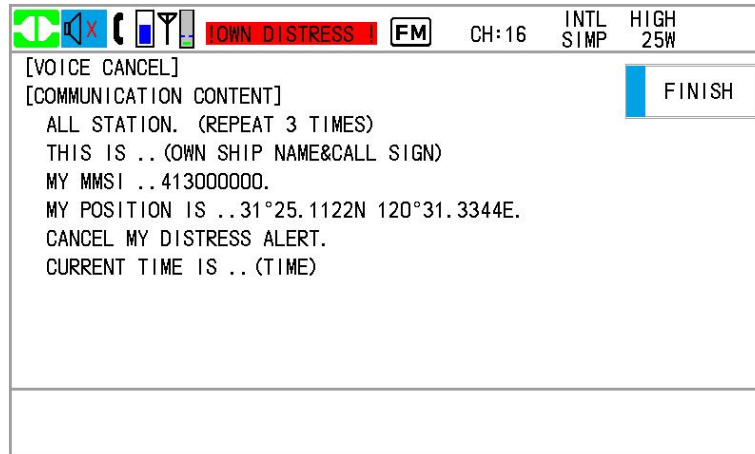 !OWN DISTRESS ! FM CH:16 INTL SIMP HIGH 25W
[VOICE CANCEL]
[COMMUNICATION CONTENT]
FINISH
ALL STATION. (REPEAT 3 TIMES)
THIS IS ..(OWN SHIP NAME&CALL SIGN)
MY MMSI ..413000000.
MY POSITION IS ..31°25.1122N 120°31.3344E.
CANCEL MY DISTRESS ALERT.
CURRENT TIME IS ..(TIME)